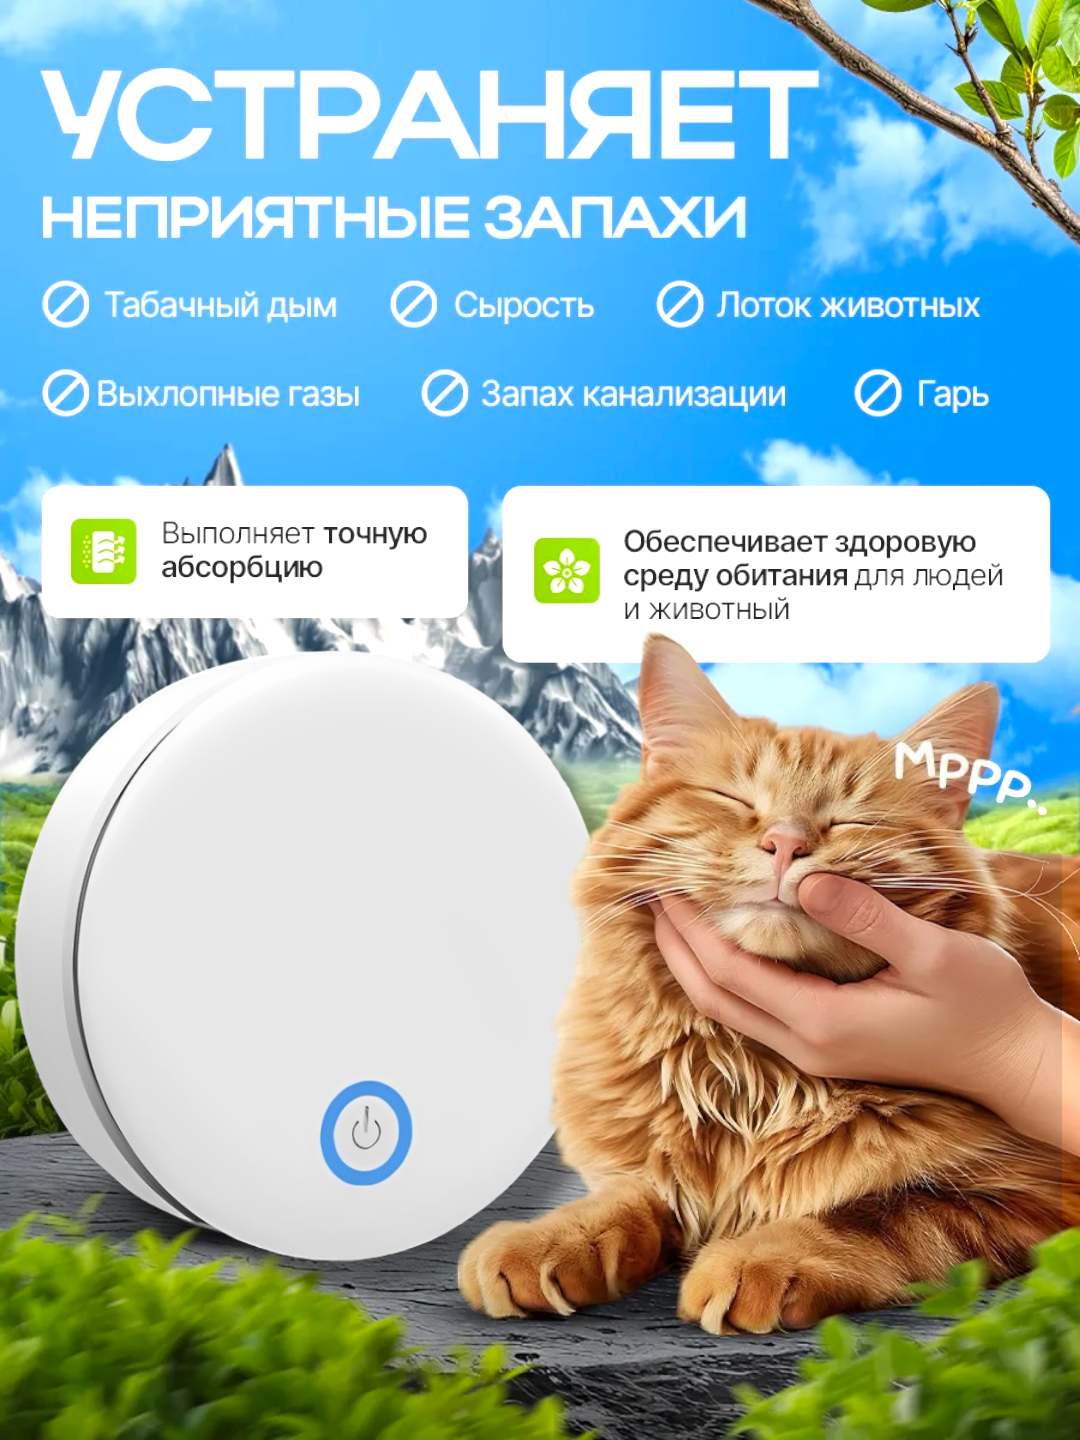 УСТРАНЯЕТ
НЕПРИЯТНЫЕ ЗАПАХИ
Табачный дым
Сырость
Лоток животных
Выхлопные газы
Запах канализации
Гарь
Выполняет точную
абсорбцию
Обеспечивает здоровую
среду обитания для людей
и животный
Мррр..